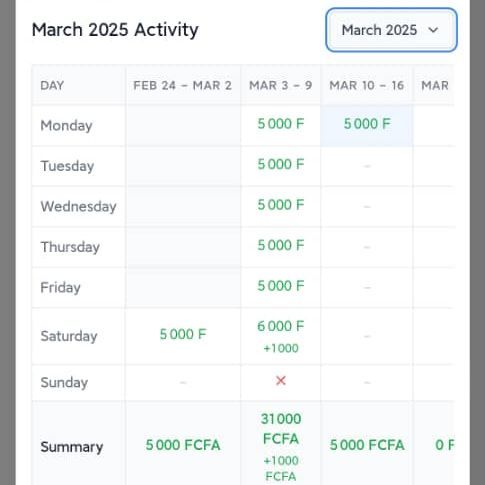 March 2025 Activity
March 2025
DAY FEB 24 – MAR 2 MAR 3 – 9 MAR 10 – 16 MAR
Monday 5 000 F 5 000 F
Tuesday 5 000 F –
Wednesday 5 000 F –
Thursday 5 000 F –
Friday 5 000 F –
Saturday 5 000 F 6 000 F –
+1000
Sunday – ✕ –
Summary 5 000 FCFA 31 000 FCFA 5 000 FCFA 0 F
+1000 FCFA